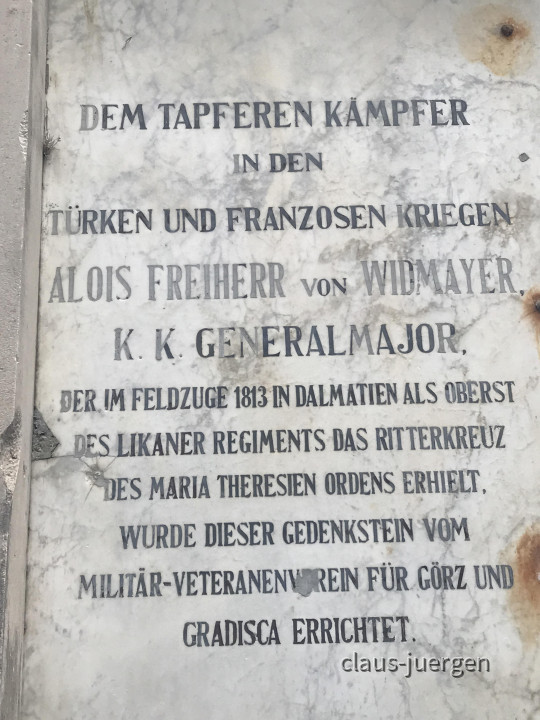 DEM TAPFEREN KÄMPFER
IN DEN
TÜRKEN UND FRANZOSEN KRIEGEN
ALOIS FREIHERR VON WIDMAYER,
K. K. GENERALMAJOR,
DER IM FELDZUGE 1813 IN DALMATIEN ALS OBERST
DES LIKANER REGIMENTS DAS RITTERKREUZ
DES MARIA THERESIEN ORDENS ERHIELT,
WURDE DIESER GEDENKSTEIN VOM
MILITÄR-VETERANENVEREIN FÜR GÖRZ UND
GRADISCA ERRICHTET.
claus-juergen